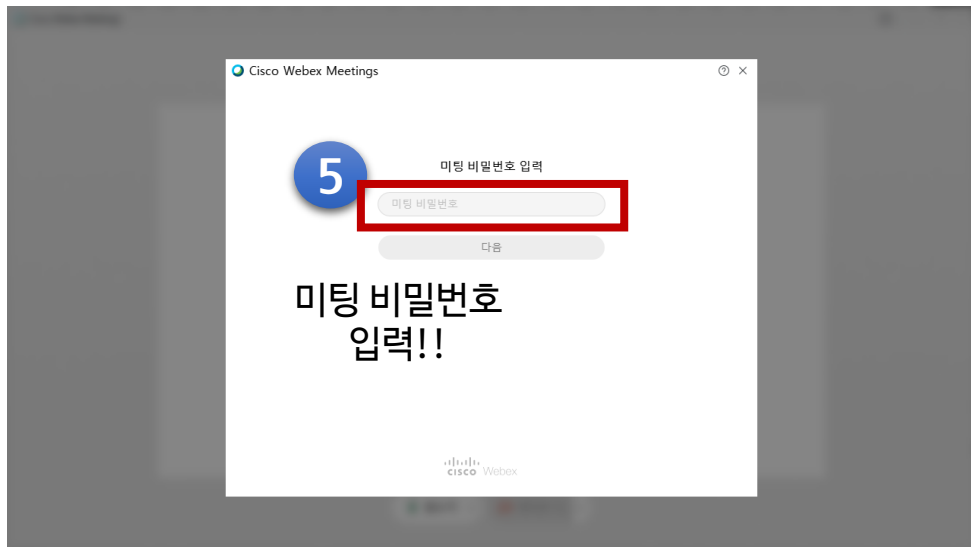 Cisco Webex Meetings
5
미팅 비밀번호 입력
미팅 비밀번호
다음
미팅 비밀번호
입력!!
CISCO Webex